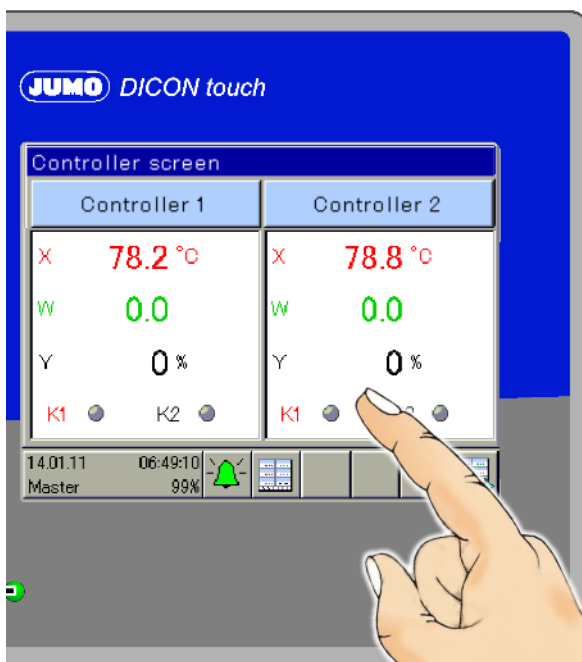 JUMO DICON touch
Controller screen
Controller 1 Controller 2
X 78.2 °C X 78.8 °C
W 0.0 W 0.0
Y 0 % Y 0 %
K1 K2 K1
14.01.11 06:49:10
Master 99%